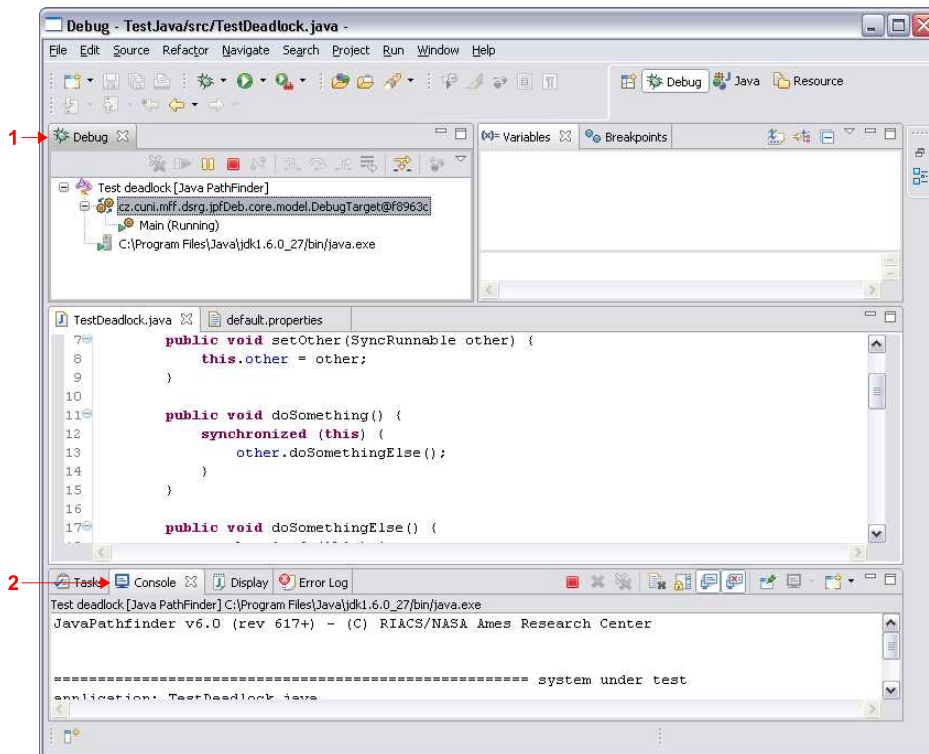 Debug - TestJava/src/TestDeadlock.java -
File Edit Source Refactor Navigate Search Project Run Window Help
Debug Java Resource
1
Debug
(x)= Variables Breakpoints
Test deadlock [Java PathFinder]
cz.cuni.mff.dsrg.jpfDeb.core.model.DebugTarget@f8963c
Main (Running)
C:\Program Files\Java\jdk1.6.0_27/bin/java.exe
TestDeadlock.java default.properties
7 public void setOther(SyncRunnable other) {
8 this.other = other;
9 }
10
11 public void doSomething() {
12 synchronized (this) {
13 other.doSomethingElse();
14 }
15 }
16
17 public void doSomethingElse() {
2
Tasks Console Display Error Log
Test deadlock [Java PathFinder] C:\Program Files\Java\jdk1.6.0_27/bin/java.exe
JavaPathfinder v6.0 (rev 617+) - (C) RIACS/NASA Ames Research Center
====================================================== system under test
application: TestDeadlock.java